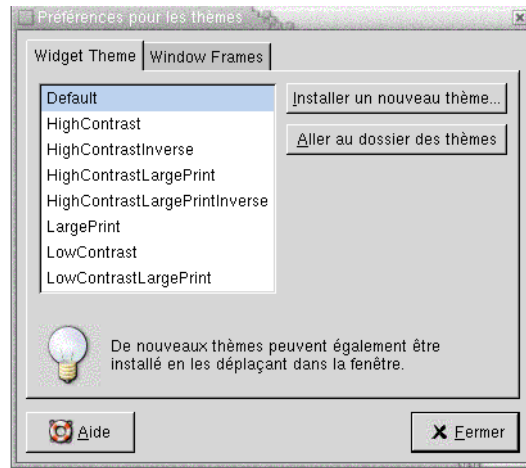 Préférences pour les thèmes
Widget Theme
Window Frames
Default
HighContrast
HighContrastInverse
HighContrastLargePrint
HighContrastLargePrintInverse
LargePrint
LowContrast
LowContrastLargePrint
Installer un nouveau thème...
Aller au dossier des thèmes
De nouveaux thèmes peuvent également être
installé en les déplaçant dans la fenêtre.
Aide
Fermer